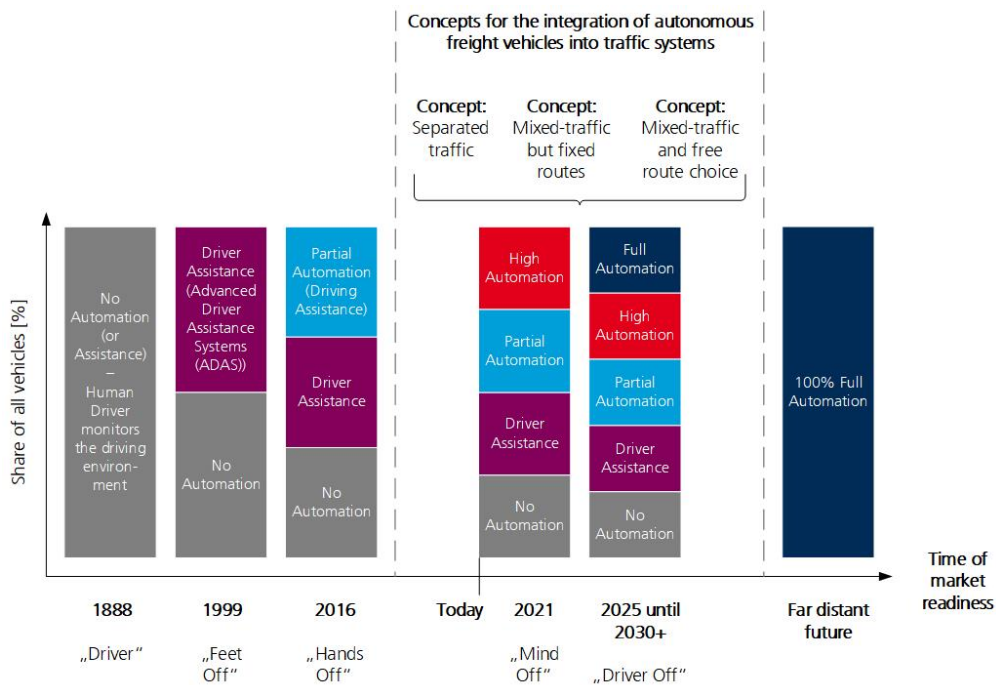 Concepts for the integration of autonomous
freight vehicles into traffic systems
Concept:
Separated
traffic
Concept:
Mixed-traffic
but fixed
routes
Concept:
Mixed-traffic
and free
route choice
Share of all vehicles [%]
No
Automation
(or
Assistance)
–
Human
Driver
monitors
the driving
environ-
ment
Driver
Assistance
(Advanced
Driver
Assistance
Systems
(ADAS))
No
Automation
Partial
Automation
(Driving
Assistance)
Driver
Assistance
No
Automation
High
Automation
Partial
Automation
Driver
Assistance
No
Automation
Full
Automation
High
Automation
Partial
Automation
Driver
Assistance
No
Automation
100% Full
Automation
Time of
market
readiness
1888
„Driver“
1999
„Feet
Off“
2016
„Hands
Off“
Today
2021
„Mind
Off“
2025 until
2030+
„Driver Off“
Far distant
future